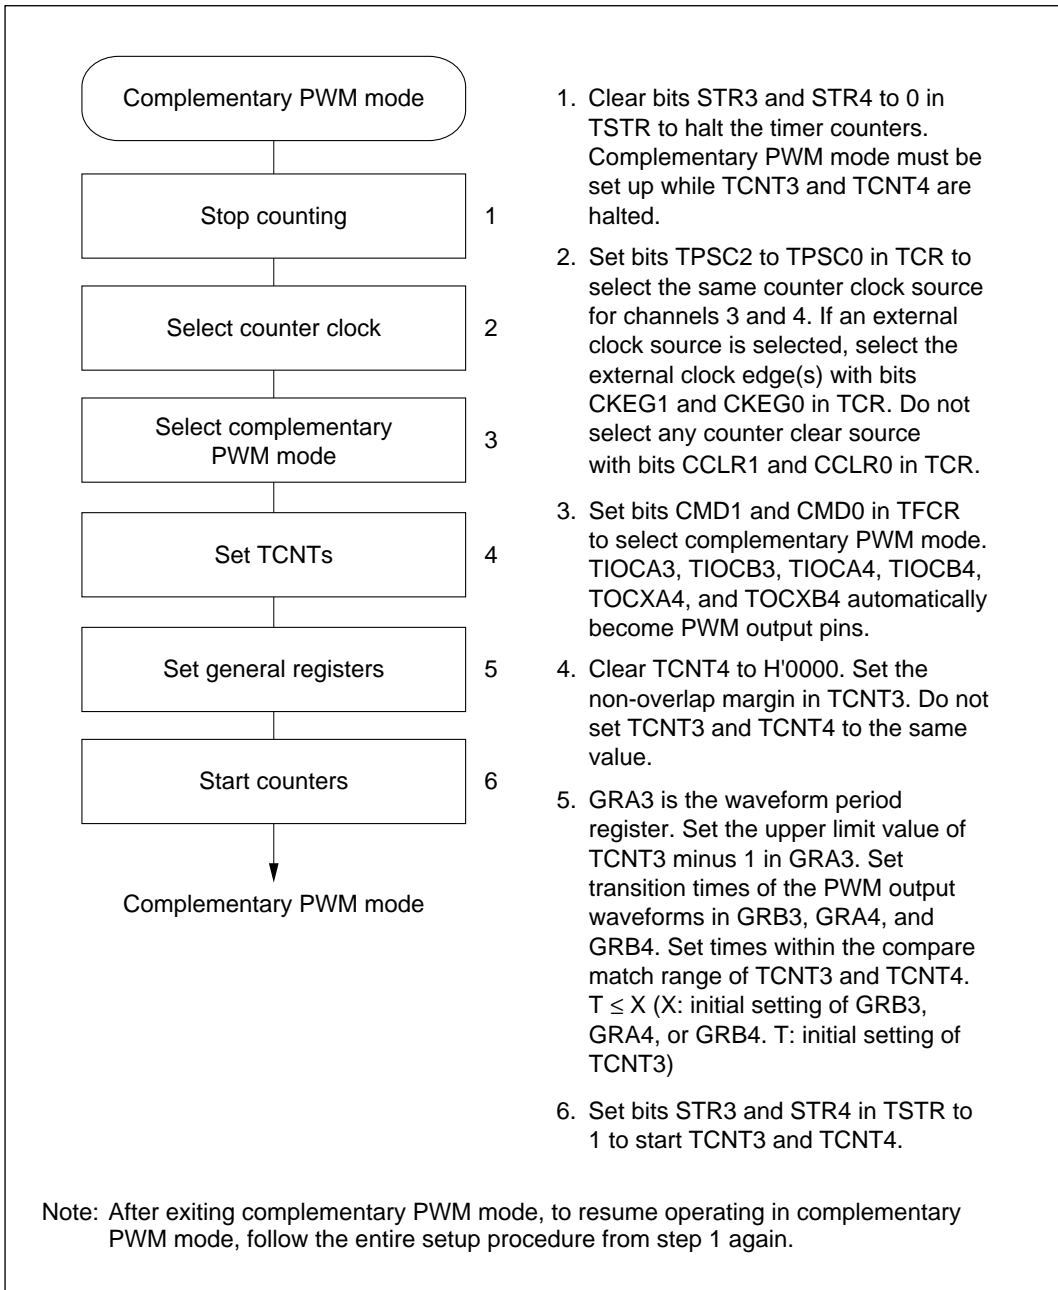 Complementary PWM mode
Stop counting
1
Select counter clock
2
Select complementary
PWM mode
3
Set TCNTs
4
Set general registers
5
Start counters
6
Complementary PWM mode
1. Clear bits STR3 and STR4 to 0 in
TSTR to halt the timer counters.
Complementary PWM mode must be
set up while TCNT3 and TCNT4 are
halted.
2. Set bits TPSC2 to TPSC0 in TCR to
select the same counter clock source
for channels 3 and 4. If an external
clock source is selected, select the
external clock edge(s) with bits
CKEG1 and CKEG0 in TCR. Do not
select any counter clear source
with bits CCLR1 and CCLR0 in TCR.
3. Set bits CMD1 and CMD0 in TFCR
to select complementary PWM mode.
TIOCA3, TIOCB3, TIOCA4, TIOCB4,
TOCXA4, and TOCXB4 automatically
become PWM output pins.
4. Clear TCNT4 to H'0000. Set the
non-overlap margin in TCNT3. Do not
set TCNT3 and TCNT4 to the same
value.
5. GRA3 is the waveform period
register. Set the upper limit value of
TCNT3 minus 1 in GRA3. Set
transition times of the PWM output
waveforms in GRB3, GRA4, and
GRB4. Set times within the compare
match range of TCNT3 and TCNT4.
T ≤ X (X: initial setting of GRB3,
GRA4, or GRB4. T: initial setting of
TCNT3)
6. Set bits STR3 and STR4 in TSTR to
1 to start TCNT3 and TCNT4.
Note: After exiting complementary PWM mode, to resume operating in complementary
PWM mode, follow the entire setup procedure from step 1 again.